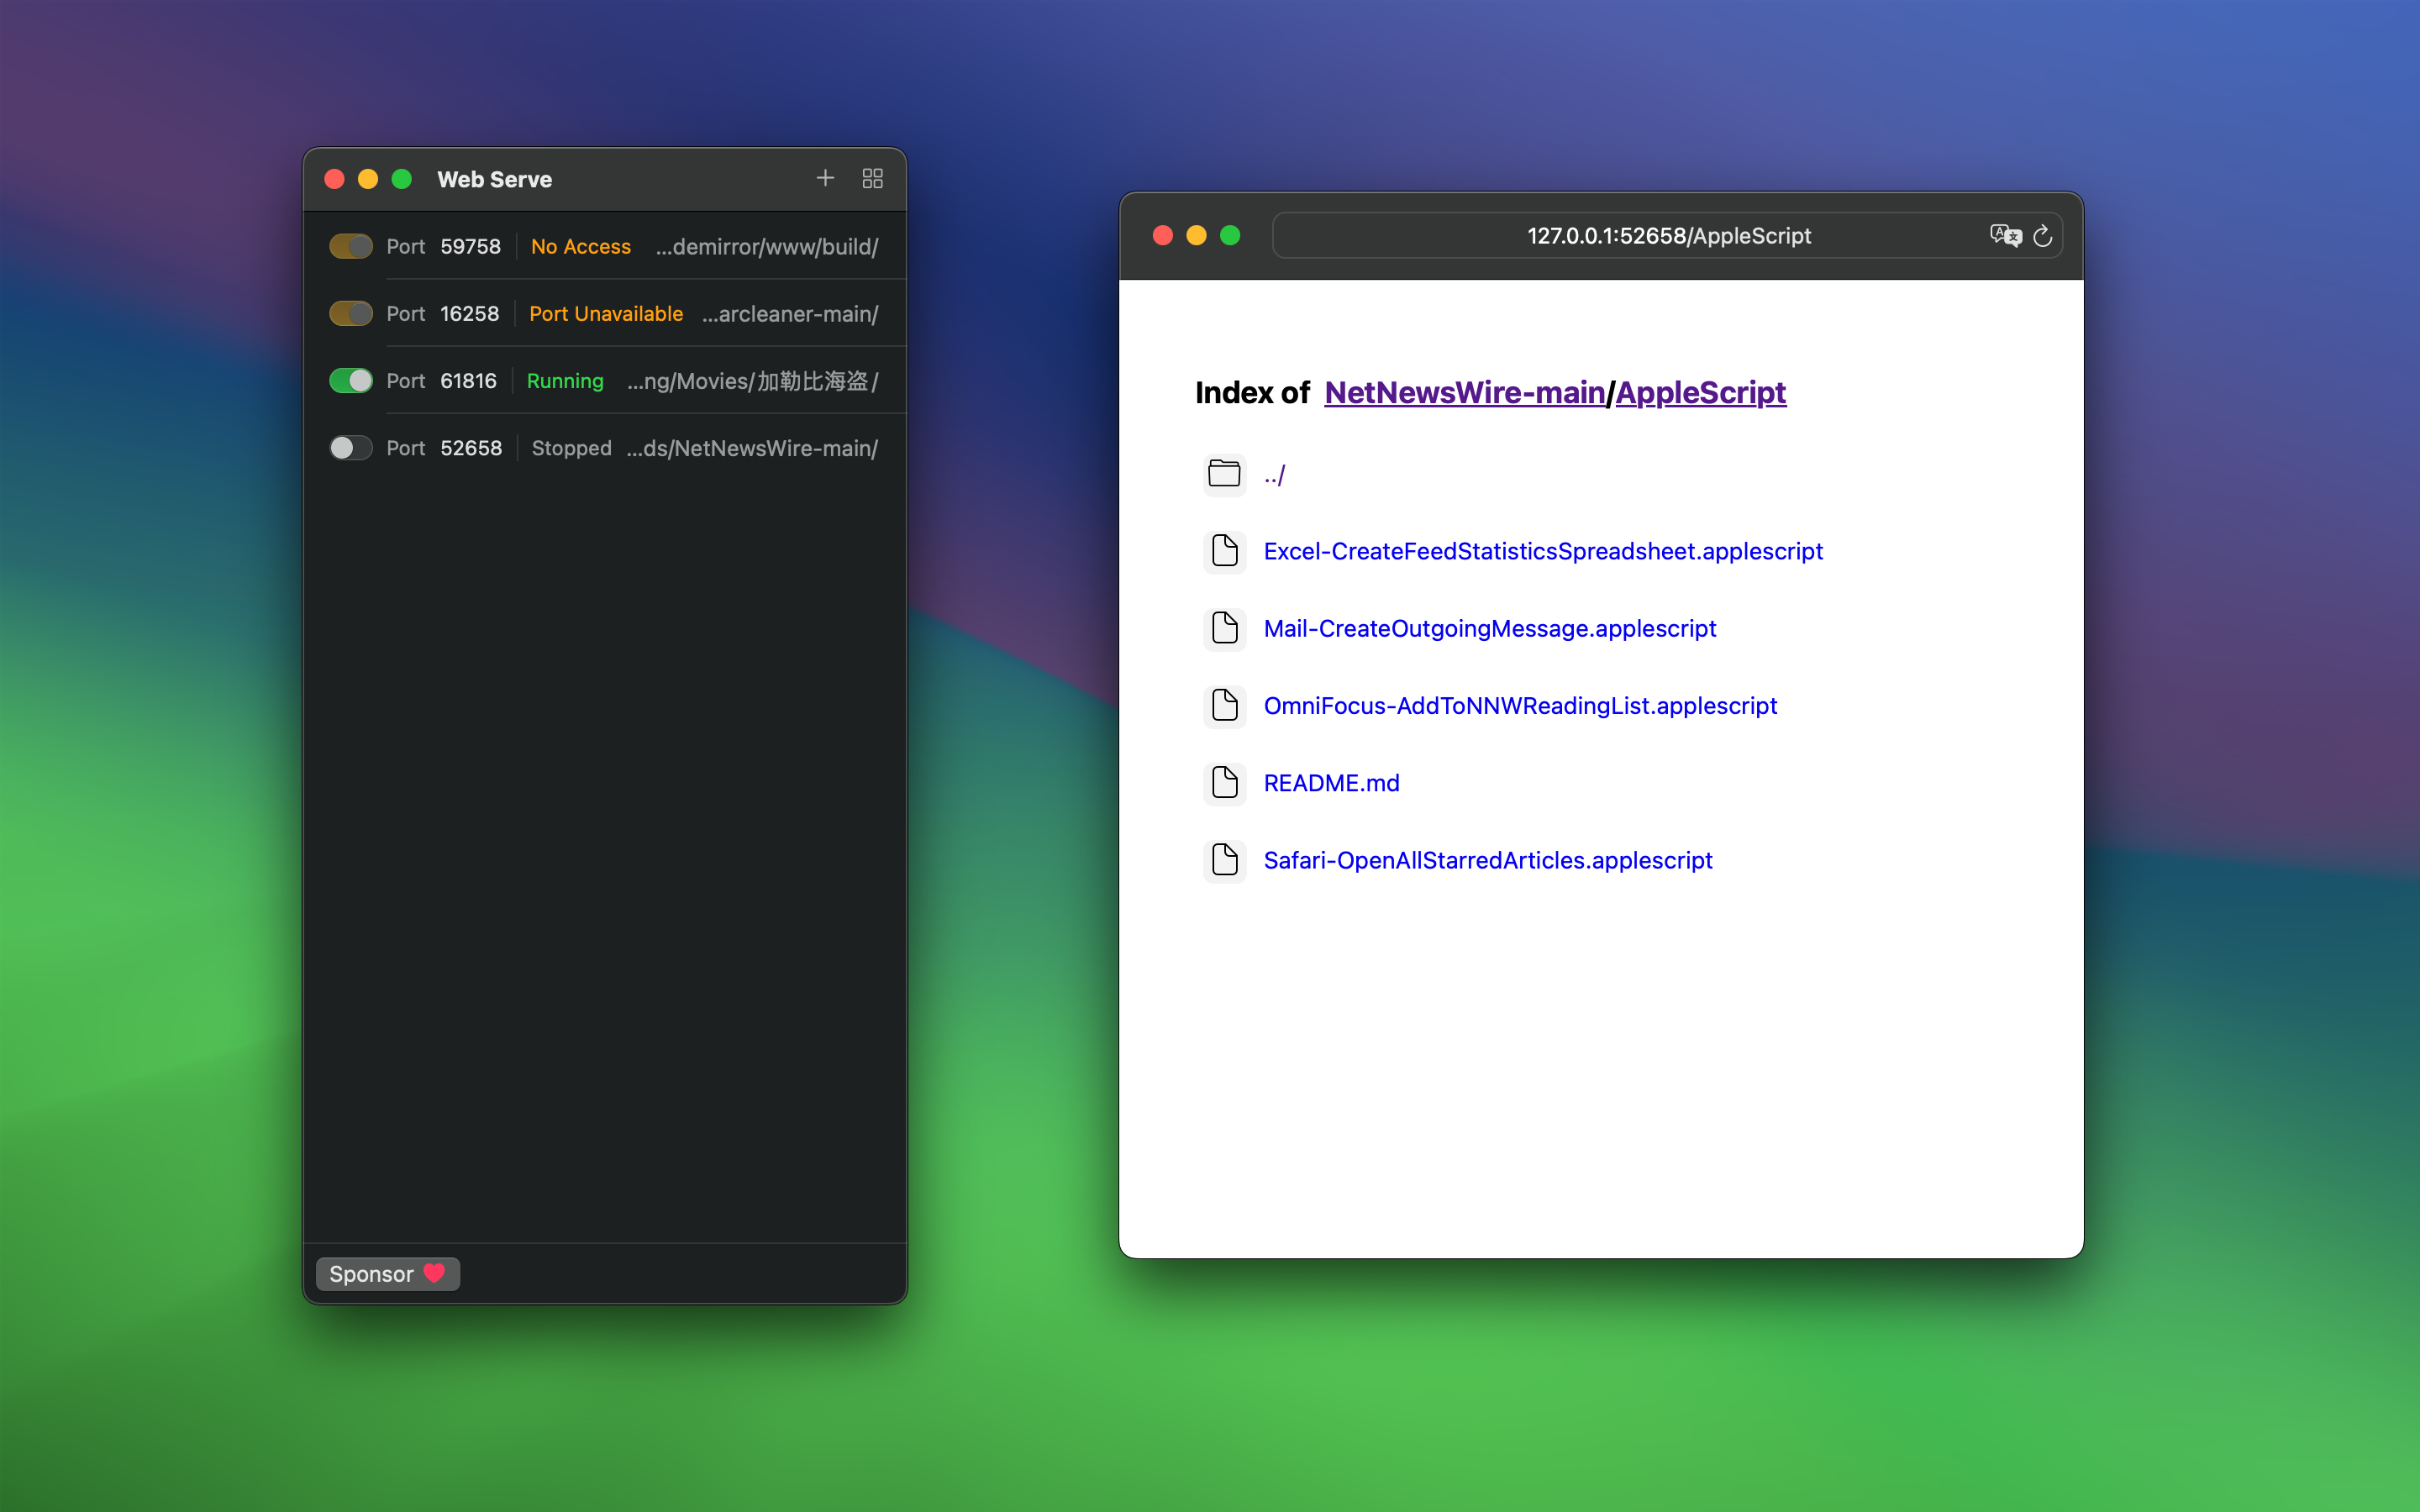 Web Serve
Port 59758 No Access ...demirror/www/build/
Port 16258 Port Unavailable ...arcleaner-main/
Port 61816 Running ...ng/Movies/加勒比海盗/
Port 52658 Stopped ...ds/NetNewsWire-main/
Sponsor
127.0.0.1:52658/AppleScript
Index of NetNewsWire-main/AppleScript
../
Excel-CreateFeedStatisticsSpreadsheet.applescript
Mail-CreateOutgoingMessage.applescript
OmniFocus-AddToNNWReadingList.applescript
README.md
Safari-OpenAllStarredArticles.applescript